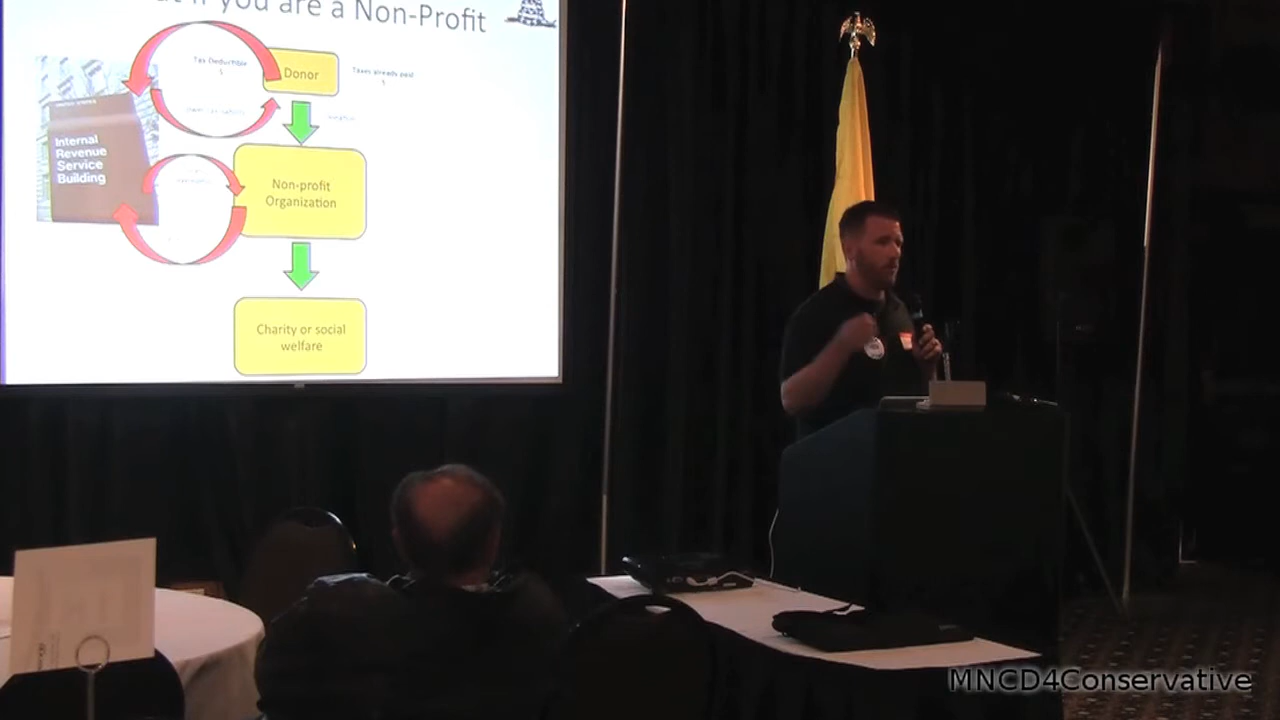 if you are a Non-Profit
Tax Deductible
$
Donor
Taxes already paid
$
Internal
Revenue
Service
Building
Non-profit
Organization
Charity or social
welfare
MNCD4Conservative